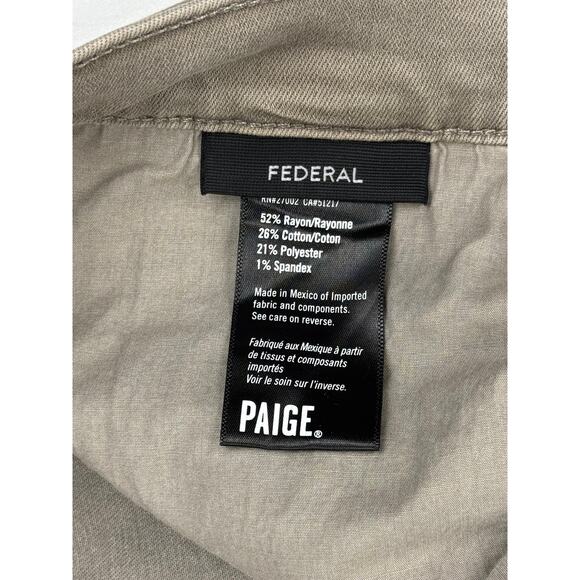 FEDERAL
RN#27002 CA#51217
52% Rayon/Rayonne
26% Cotton/Coton
21% Polyester
1% Spandex
Made in Mexico of Imported
fabric and components.
See care on reverse.
Fabriqué aux Mexique à partir
de tissus et composants
importés
Voir le soin sur l'inverse.
PAIGE®